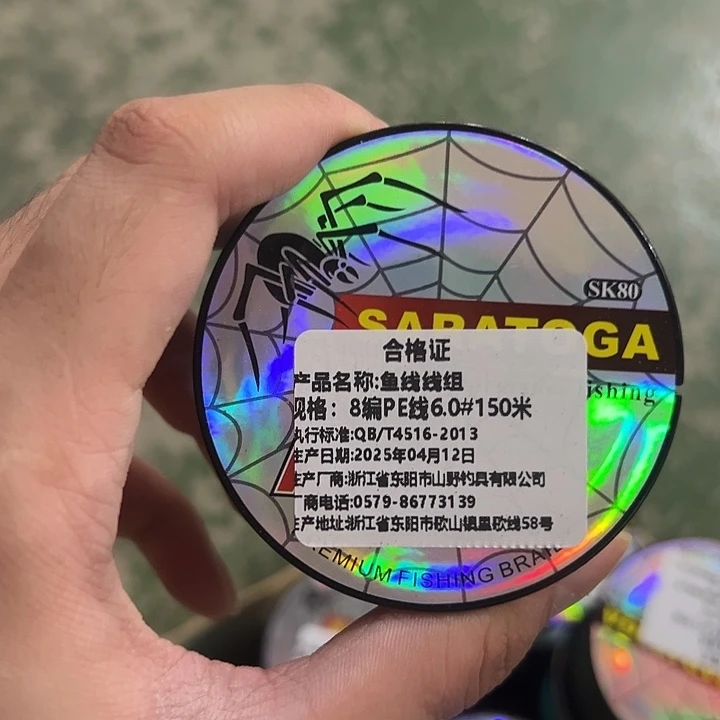 SK80
SARATOGA
合格证
产品名称:鱼线线组
规格：8编PE线6.0#150米
执行标准:QB/T4516-2013
生产日期:2025年04月12日
生产厂商:浙江省东阳市山野钓具有限公司
厂商电话:0579-86773139
生产地址:浙江省东阳市歌山镇星歌线58号
PREMIUM FISHING BRAID